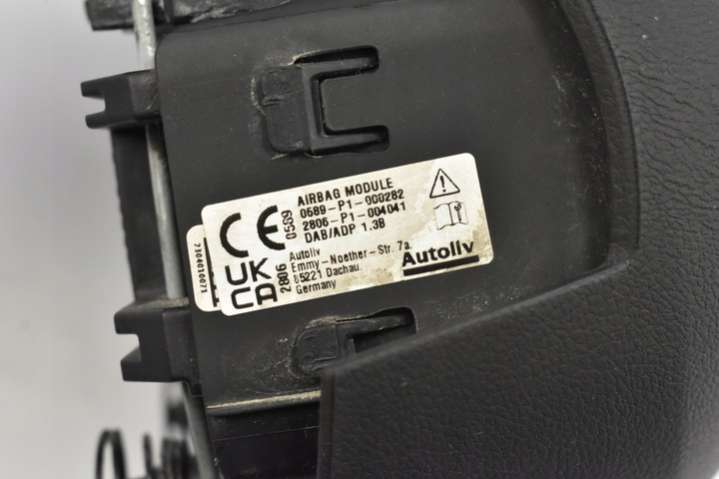 AIRBAG MODULE
0589-P1-000282
2806-P1-004041
DAB/ADP 1.3B
CE
0589
UK
CA
2806
Autoliv
Emmy-Noether-Str. 7a
85221 Dachau
Germany
Autoliv